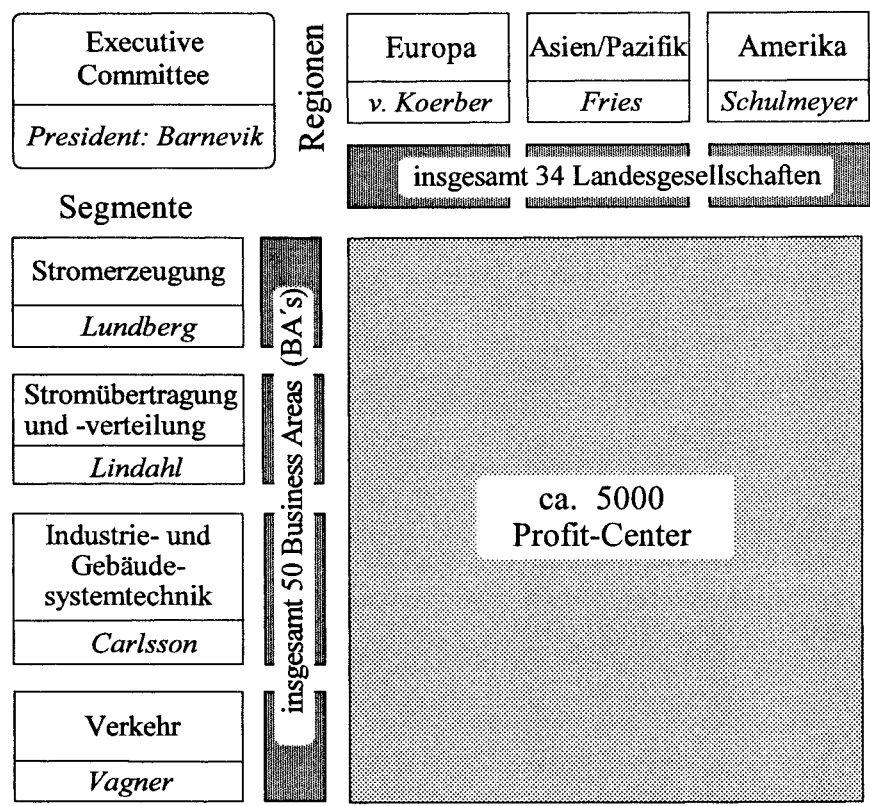 Executive
Committee
President: Barnevik
Regionen
Europa
v. Koerber
Asien/Pazifik
Fries
Amerika
Schulmeyer
insgesamt 34 Landesgesellschaften
Segmente
Stromerzeugung
Lundberg
Stromübertragung
und -verteilung
Lindahl
Industrie- und
Gebäude-
systemtechnik
Carlsson
Verkehr
Vagner
insgesamt 50 Business Areas (BA´s)
ca. 5000
Profit-Center